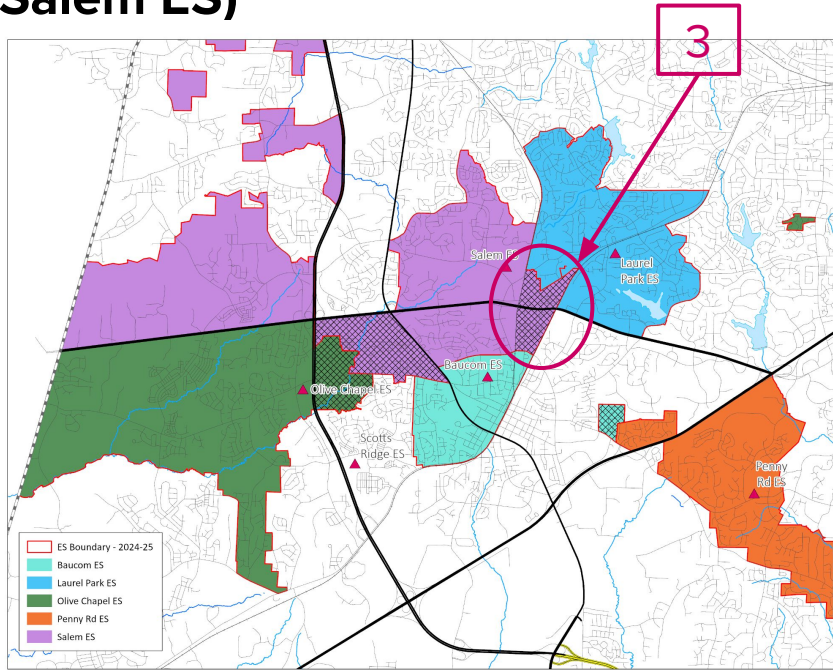 Salem ES)
3
Salem ES
Laurel
Park ES
Baucom ES
Olive Chapel ES
Scotts
Ridge ES
Penny
Rd ES
ES Boundary - 2024-25
Baucom ES
Laurel Park ES
Olive Chapel ES
Penny Rd ES
Salem ES